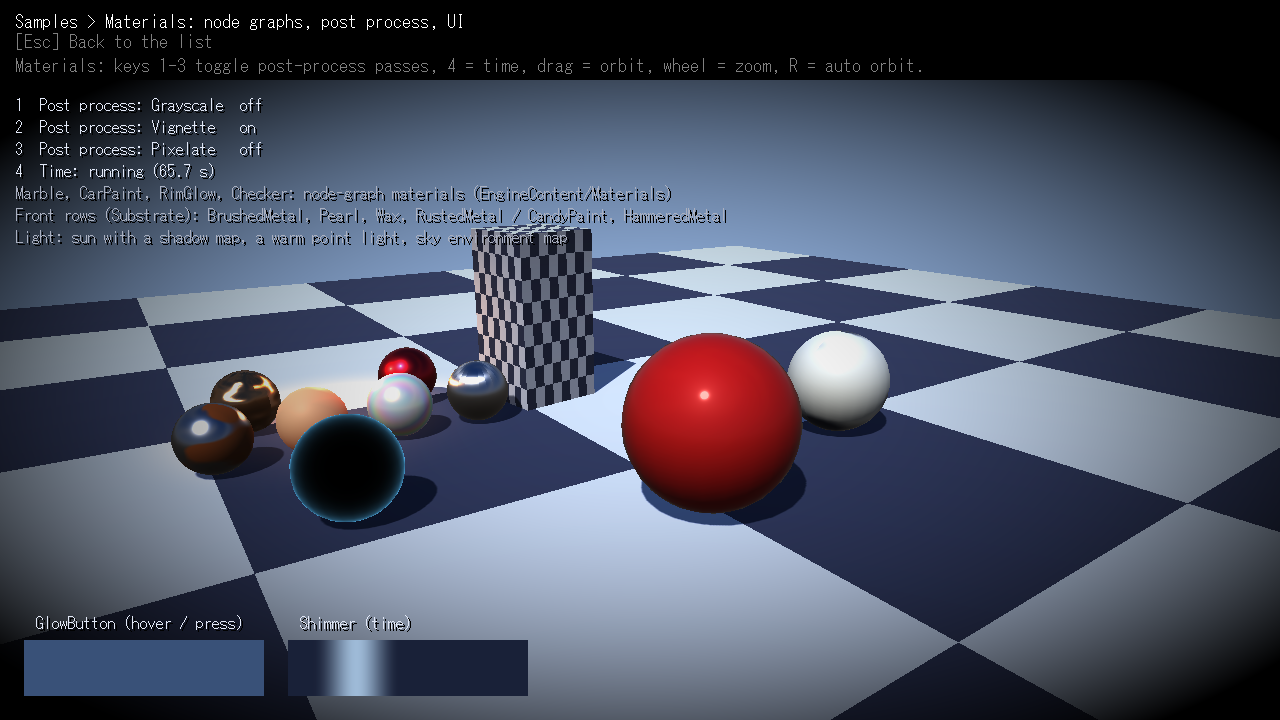 Samples > Materials: node graphs, post process, UI
[Esc] Back to the list
Materials: keys 1-3 toggle post-process passes, 4 = time, drag = orbit, wheel = zoom, R = auto orbit.
1 Post process: Grayscale off
2 Post process: Vignette on
3 Post process: Pixelate off
4 Time: running (65.7 s)
Marble, CarPaint, RimGlow, Checker: node-graph materials (EngineContent/Materials)
Front rows (Substrate): BrushedMetal, Pearl, Wax, RustedMetal / CandyPaint, HammeredMetal
Light: sun with a shadow map, a warm point light, sky environment map
GlowButton (hover / press)
Shimmer (time)